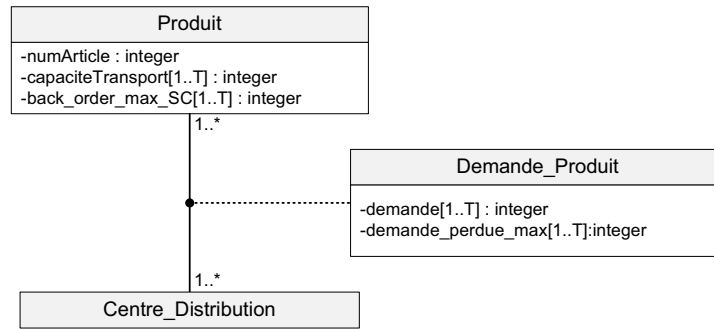 Produit
-numArticle : integer
-capaciteTransport[1..T] : integer
-back_order_max_SC[1..T] : integer
1..*
Demande_Produit
-demande[1..T] : integer
-demande_perdue_max[1..T]:integer
1..*
Centre_Distribution